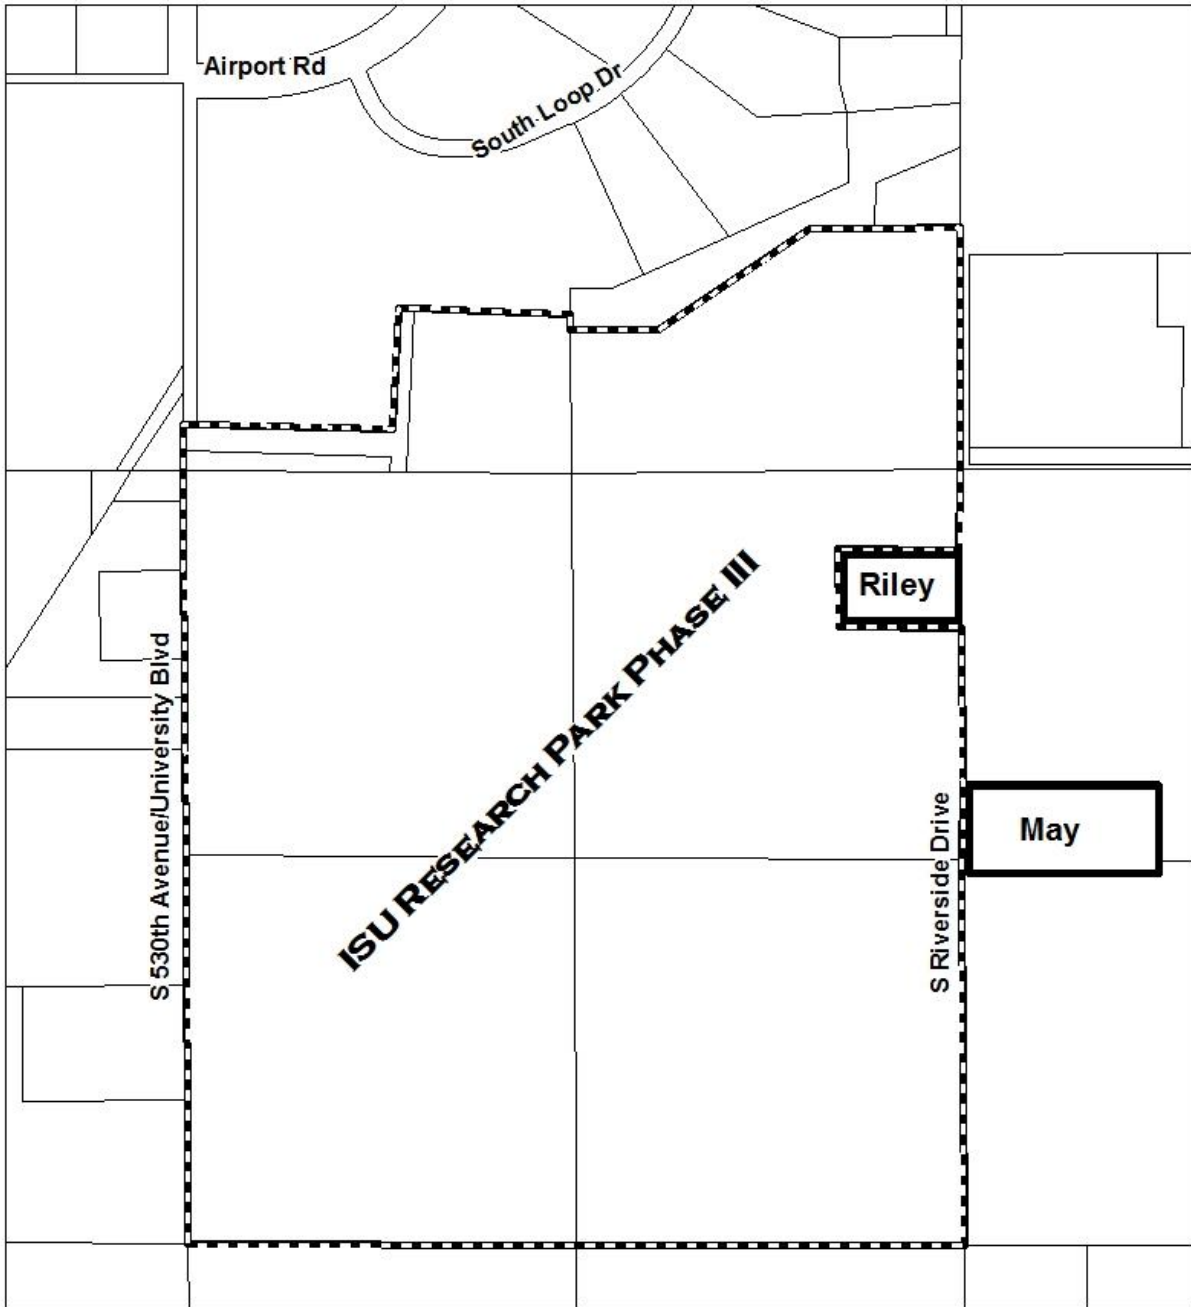 Airport Rd
South Loop Dr
Riley
ISU RESEARCH PARK PHASE III
S 530th Avenue/University Blvd
May
S Riverside Drive